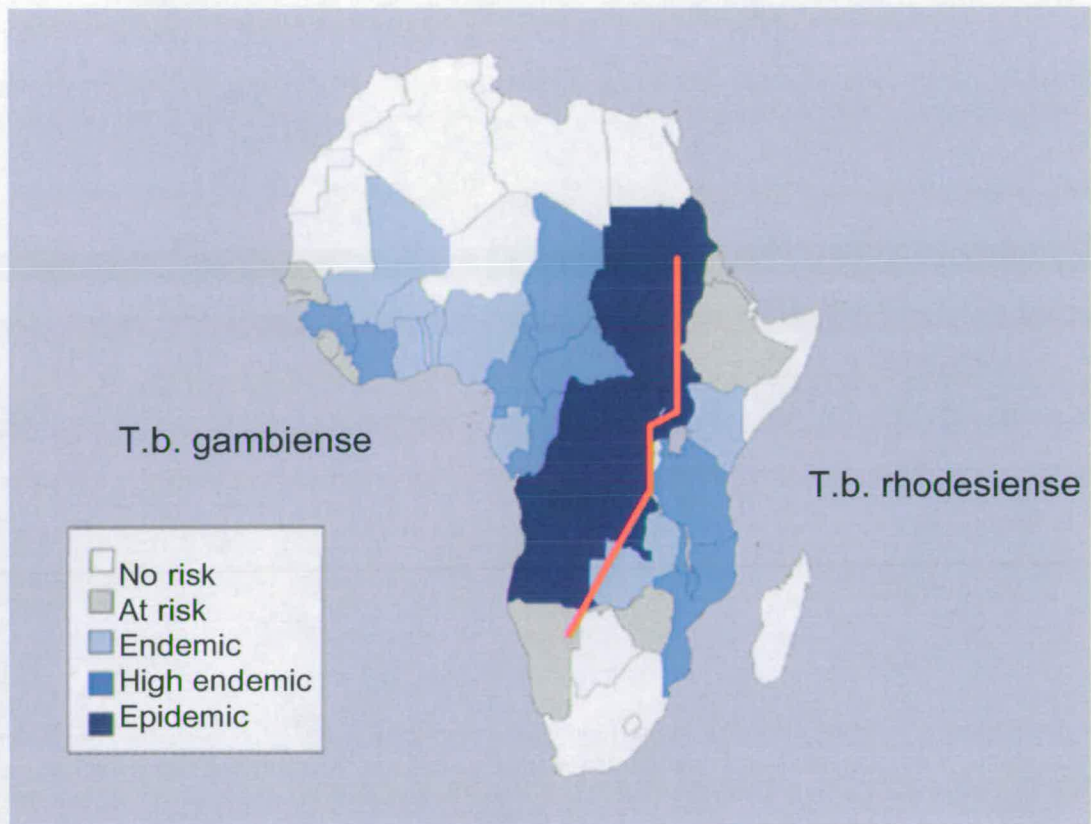 T.b. gambiense
T.b. rhodesiense
No risk
At risk
Endemic
High endemic
Epidemic